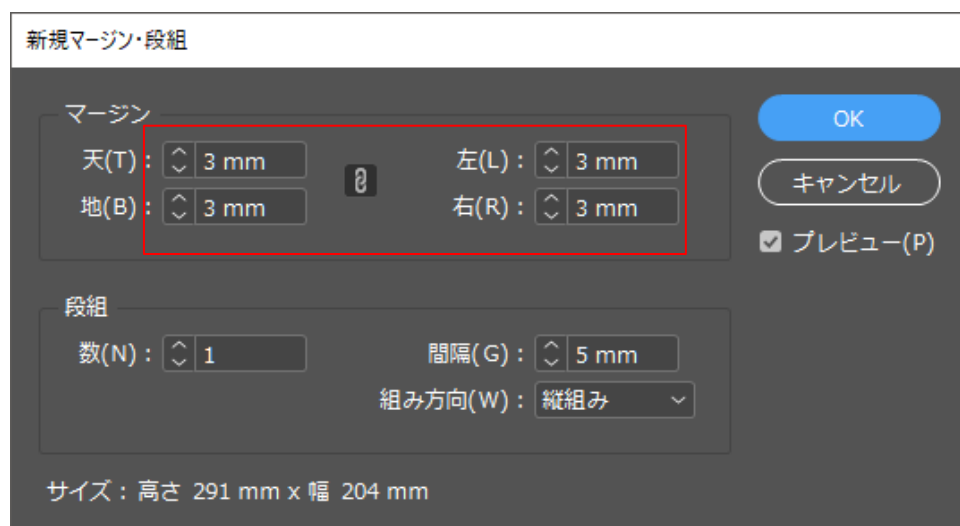 新規マージン・段組
マージン
天(T): 3 mm 左(L): 3 mm
地(B): 3 mm 右(R): 3 mm
OK
キャンセル
プレビュー(P)
段組
数(N): 1 間隔(G): 5 mm
組み方向(W): 縦組み
サイズ: 高さ 291 mm x 幅 204 mm